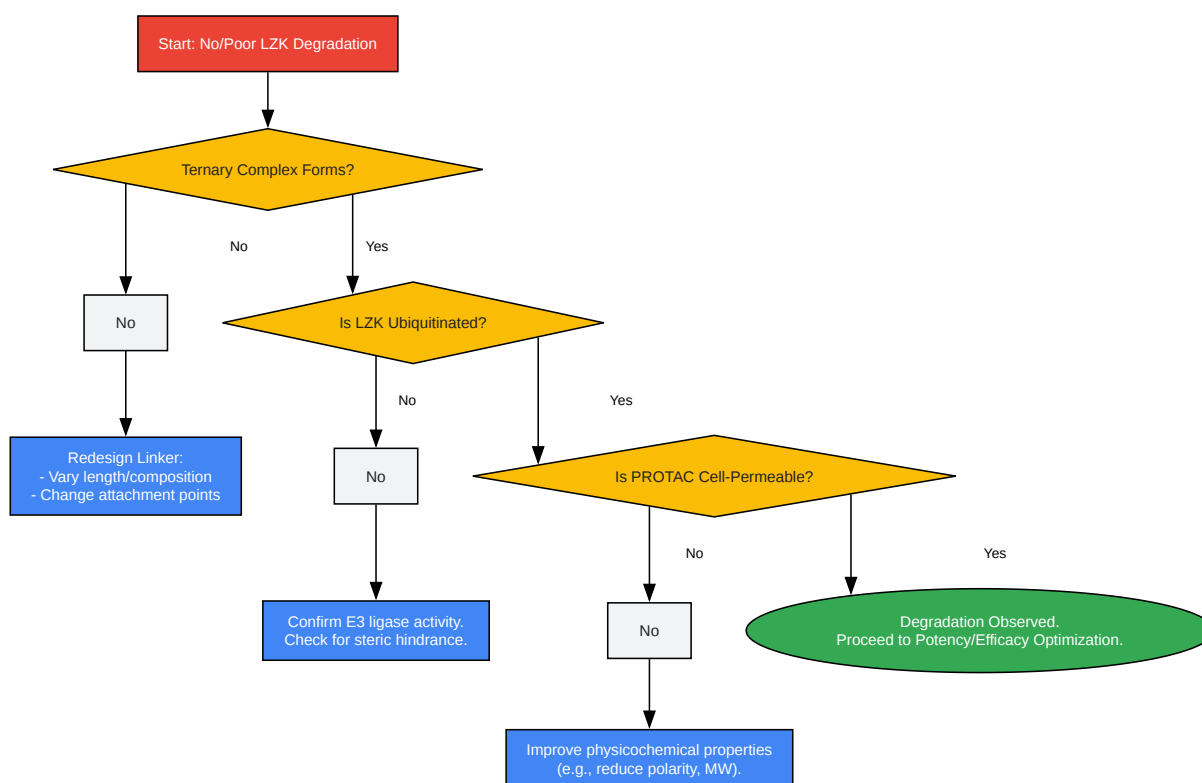 Start: No/Poor LZK Degradation
Ternary Complex Forms?
No
Yes
No
Is LZK Ubiquitinated?
No
Yes
Redesign Linker:
- Vary length/composition
- Change attachment points
No
Is PROTAC Cell-Permeable?
No
Yes
Confirm E3 ligase activity.
Check for steric hindrance.
No
Degradation Observed.
Proceed to Potency/Efficacy Optimization.
Improve physicochemical properties
(e.g., reduce polarity, MW).